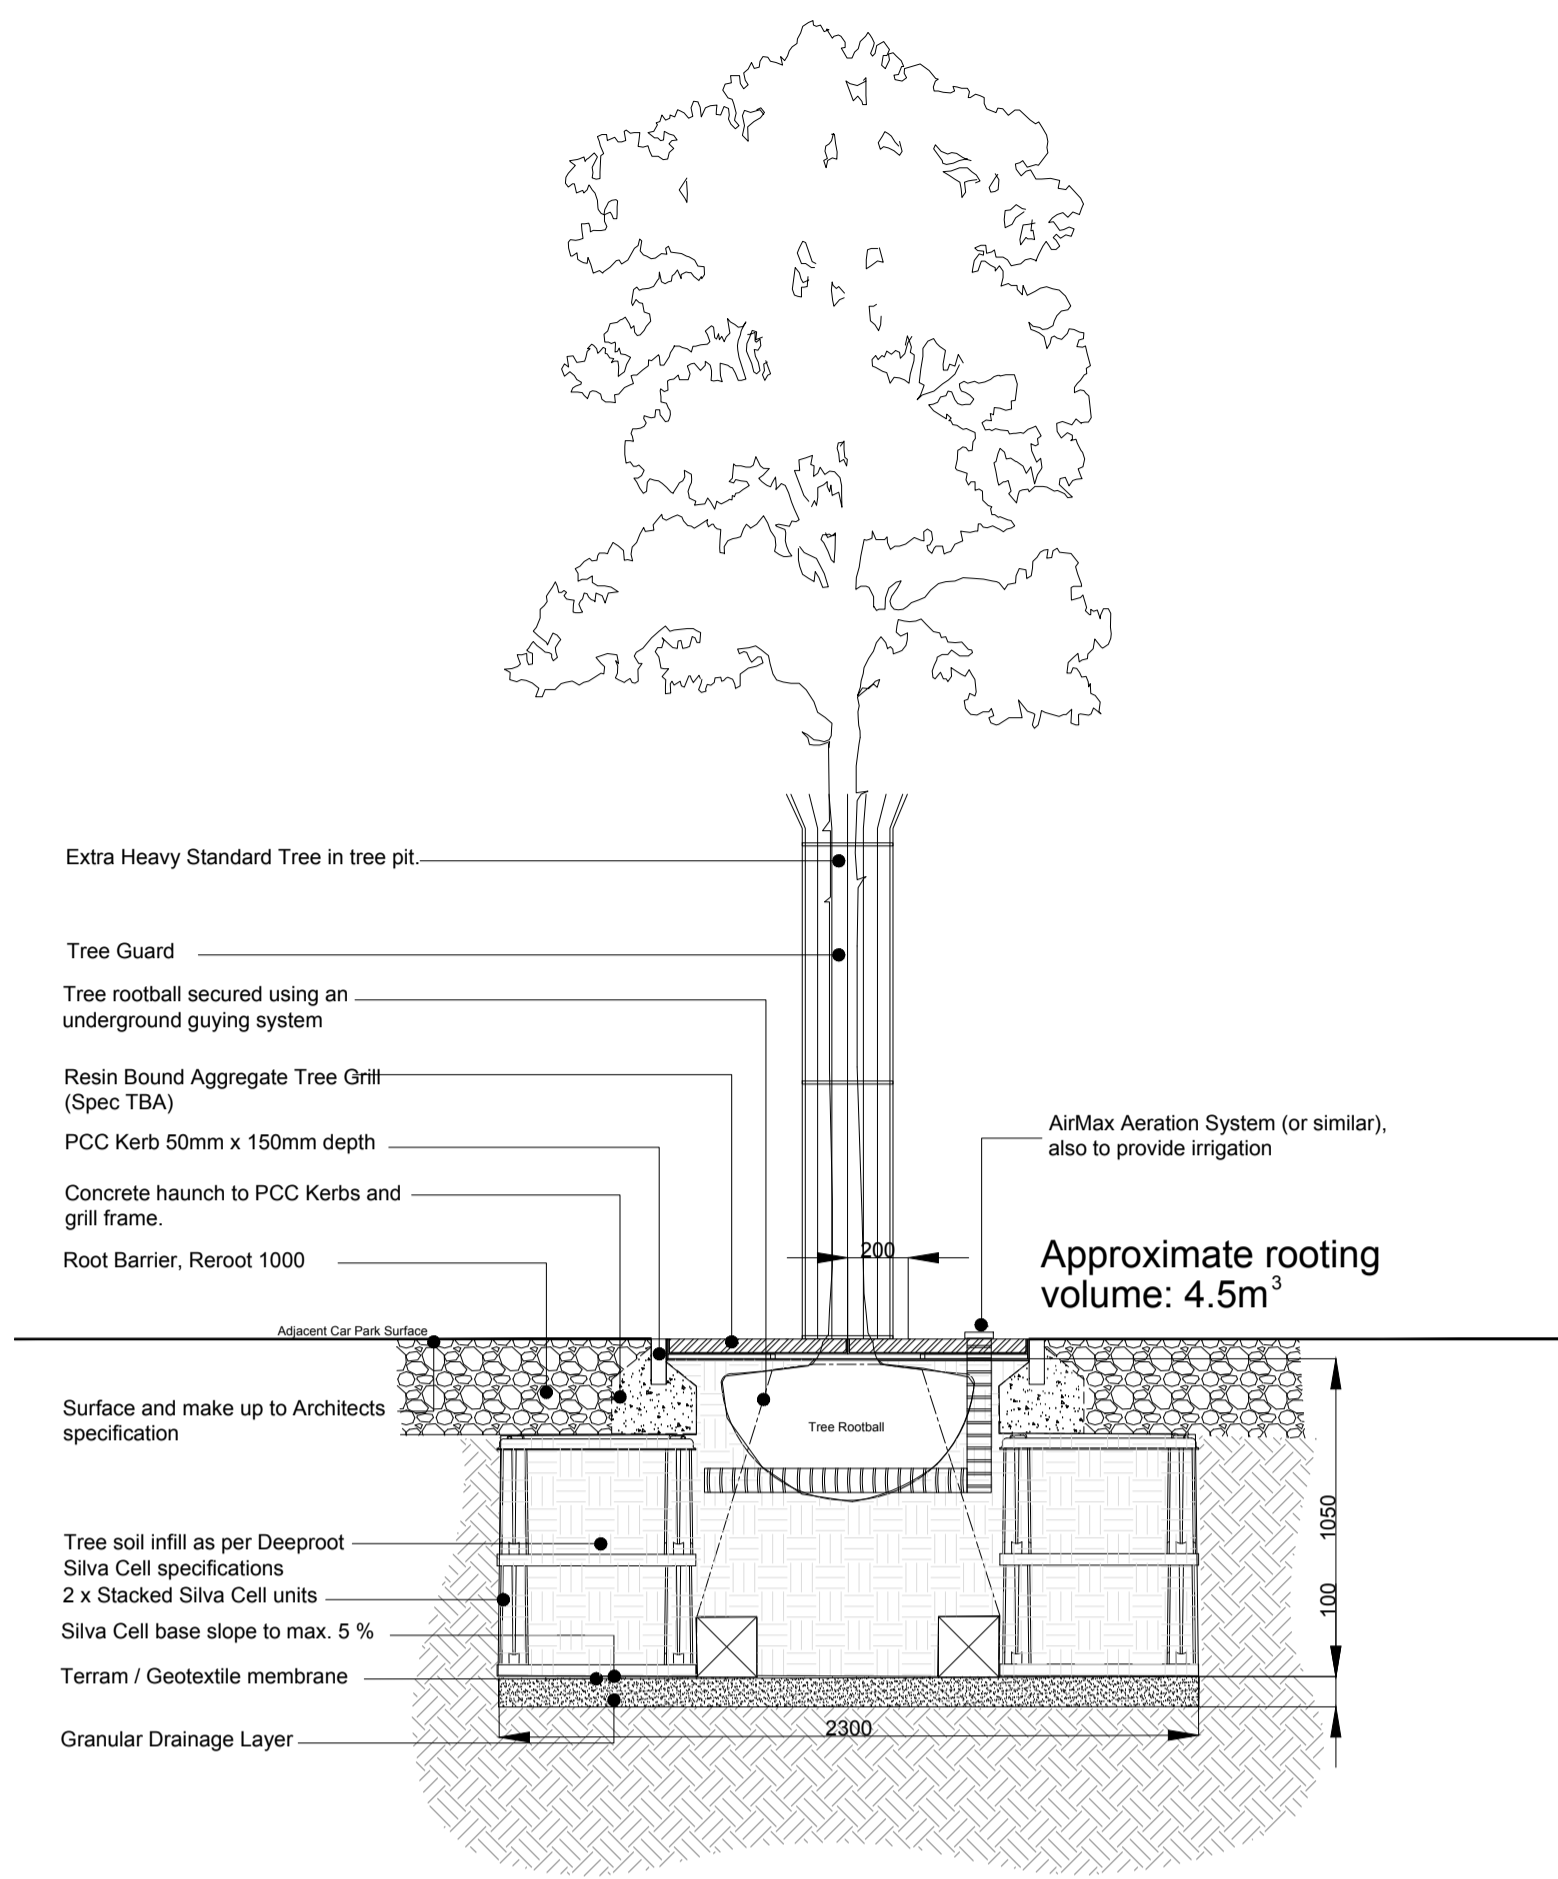 Extra Heavy Standard Tree in tree pit.
Tree Guard
Tree rootball secured using an
underground guying system
Resin Bound Aggregate Tree Grill
(Spec TBA)
PCC Kerb 50mm x 150mm depth
Concrete haunch to PCC Kerbs and
grill frame.
Root Barrier, Reroot 1000
Adjacent Car Park Surface
Surface and make up to Architects
specification
Tree soil infill as per Deeproot
Silva Cell specifications
2 x Stacked Silva Cell units
Silva Cell base slope to max. 5 %
Terram / Geotextile membrane
Granular Drainage Layer
AirMax Aeration System (or similar),
also to provide irrigation
200
Approximate rooting
volume: 4.5m³
Tree Rootball
1050
100
2300